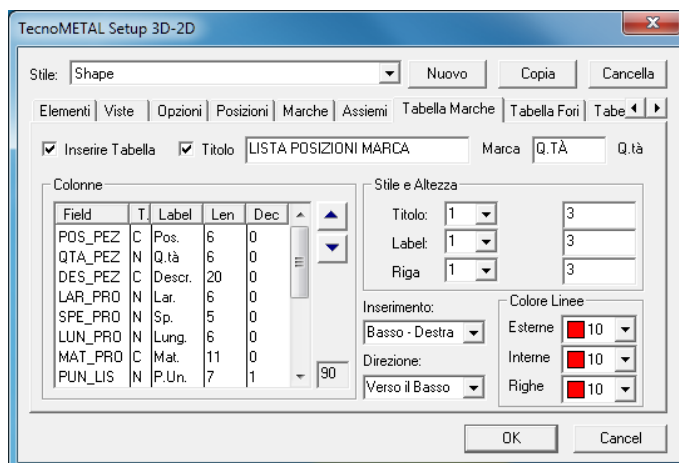 TecnoMETAL Setup 3D-2D
Stile: Shape Nuovo Copia Cancella
Elementi Viste Opzioni Posizioni Marche Assiemi Tabella Marche Tabella Fori Tabe
Inserire Tabella Titolo LISTA POSIZIONI MARCA Marca Q.TÀ Q.tà
Colonne
Field T. Label Len Dec
POS_PEZ C Pos. 6 0
QTA_PEZ N Q.tà 6 0
DES_PEZ C Descr. 20 0
LAR_PRO N Lar. 6 0
SPE_PRO N Sp. 5 0
LUN_PRO N Lung. 6 0
MAT_PRO C Mat. 11 0
PUN_LIS N P.Un. 7 1
90
Stile e Altezza
Titolo: 1 3
Label: 1 3
Riga 1 3
Inserimento:
Basso - Destra
Direzione:
Verso il Basso
Colore Linee
Esterne 10
Interne 10
Righe 10
OK Cancel